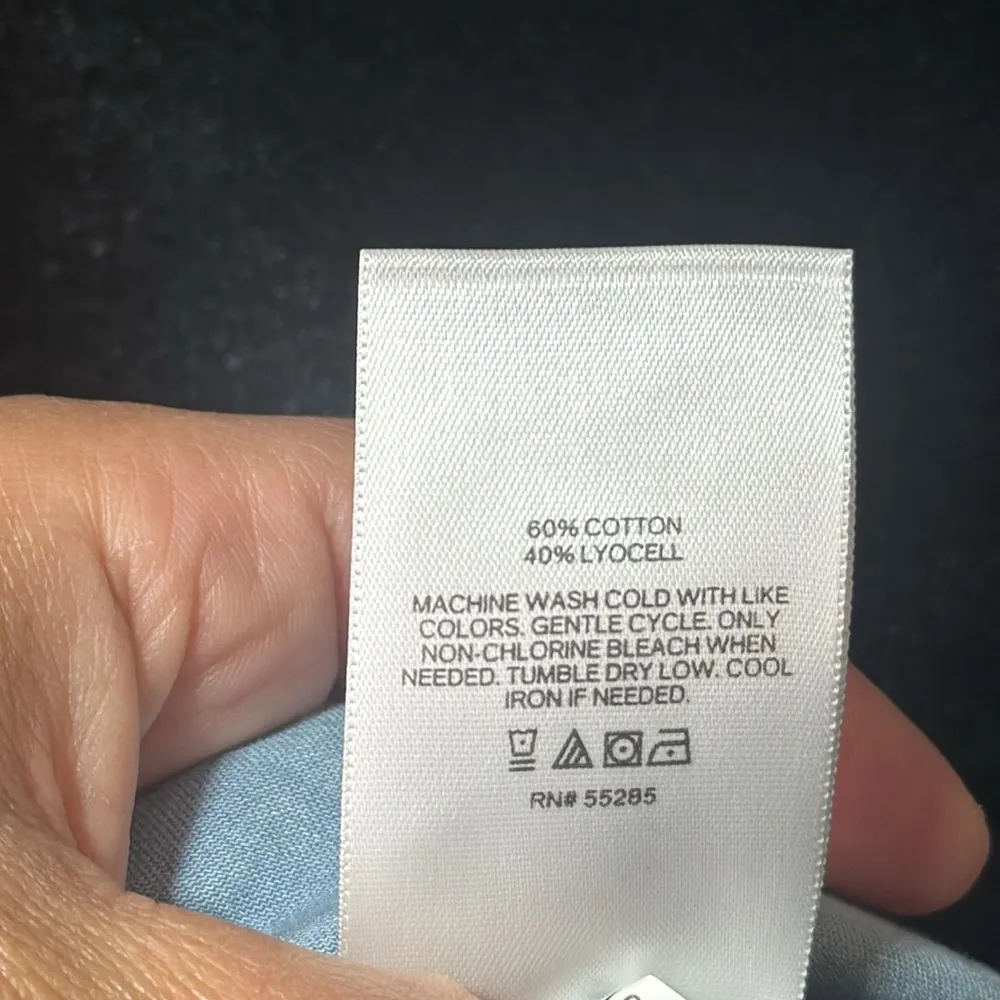 60% COTTON
40% LYOCELL
MACHINE WASH COLD WITH LIKE
COLORS. GENTLE CYCLE. ONLY
NON-CHLORINE BLEACH WHEN
NEEDED. TUMBLE DRY LOW. COOL
IRON IF NEEDED.
RN# 55285